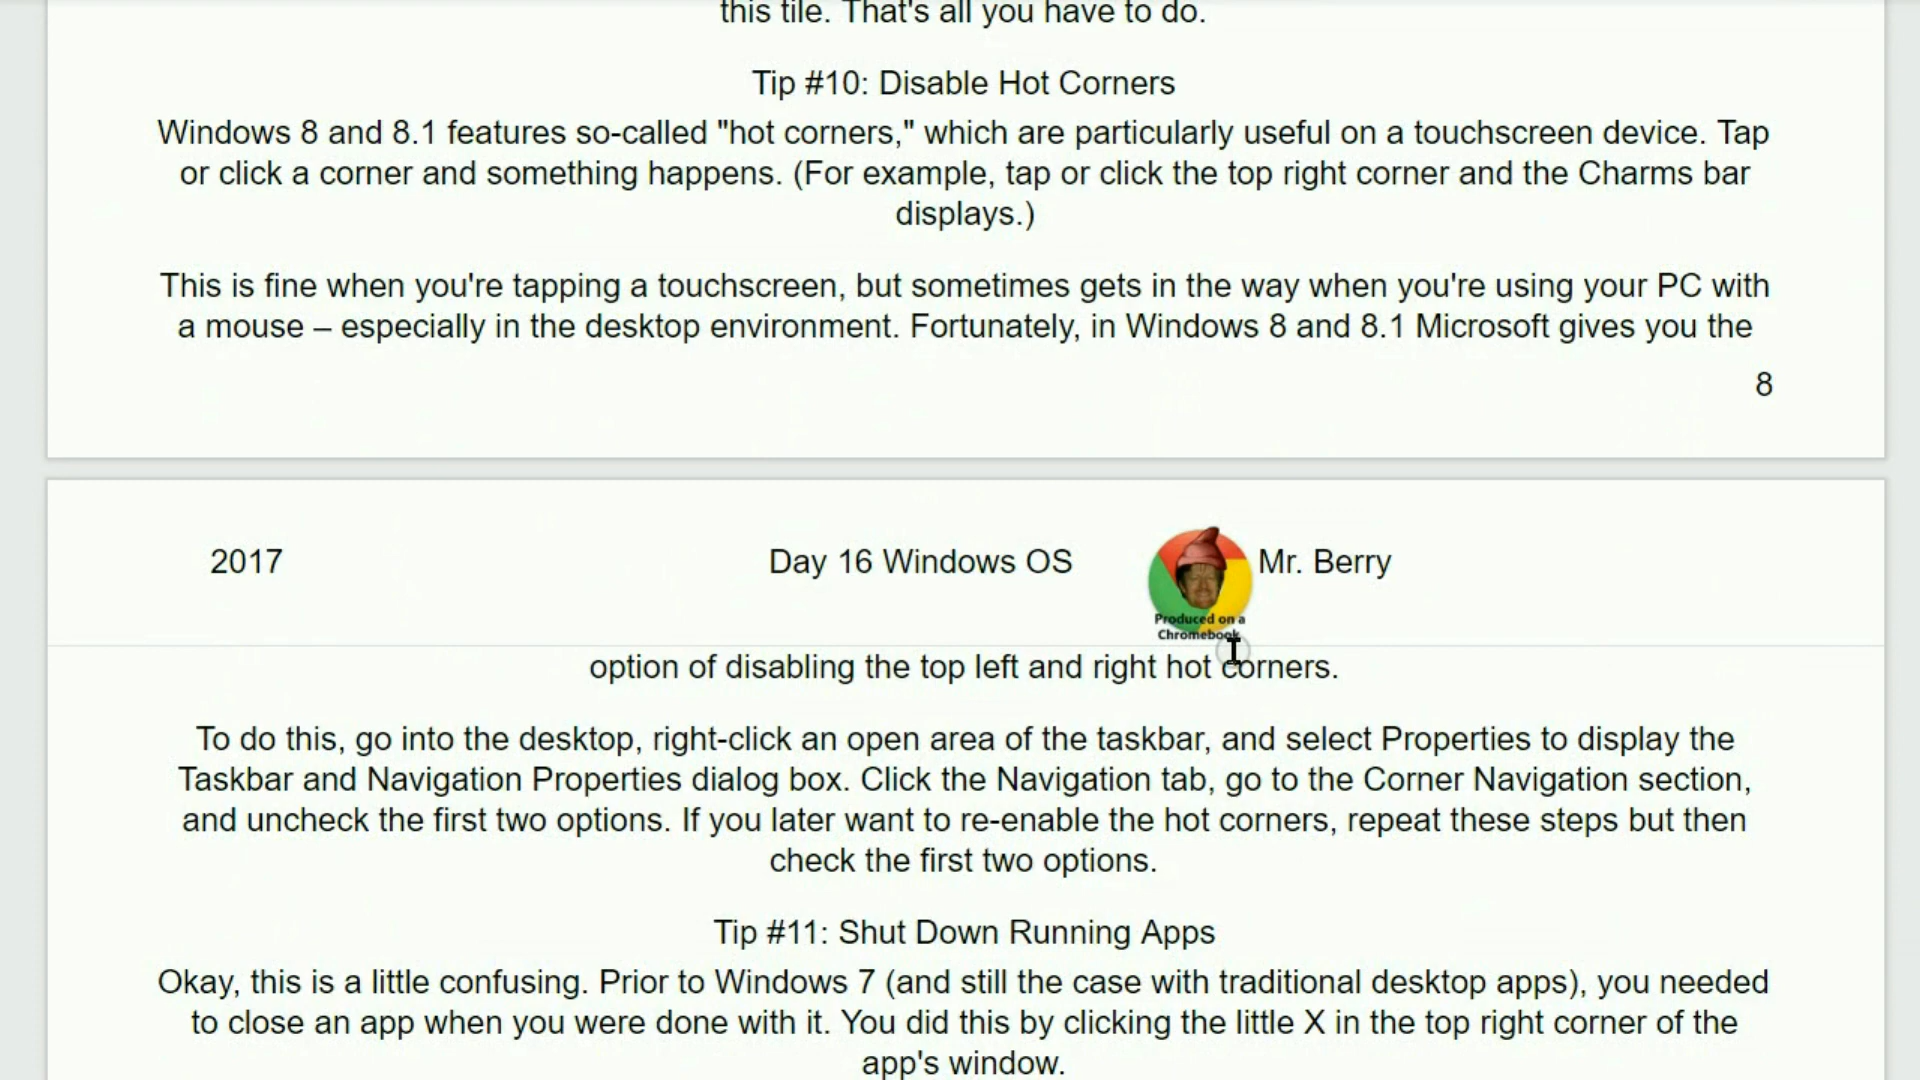 this tile. That's all you have to do.
Tip #10: Disable Hot Corners
Windows 8 and 8.1 features so-called "hot corners," which are particularly useful on a touchscreen device. Tap
or click a corner and something happens. (For example, tap or click the top right corner and the Charms bar
displays.)
This is fine when you're tapping a touchscreen, but sometimes gets in the way when you're using your PC with
a mouse – especially in the desktop environment. Fortunately, in Windows 8 and 8.1 Microsoft gives you the
8
2017 Day 16 Windows OS Mr. Berry
Produced on a
Chromebook
option of disabling the top left and right hot corners.
To do this, go into the desktop, right-click an open area of the taskbar, and select Properties to display the
Taskbar and Navigation Properties dialog box. Click the Navigation tab, go to the Corner Navigation section,
and uncheck the first two options. If you later want to re-enable the hot corners, repeat these steps but then
check the first two options.
Tip #11: Shut Down Running Apps
Okay, this is a little confusing. Prior to Windows 7 (and still the case with traditional desktop apps), you needed
to close an app when you were done with it. You did this by clicking the little X in the top right corner of the
app's window.